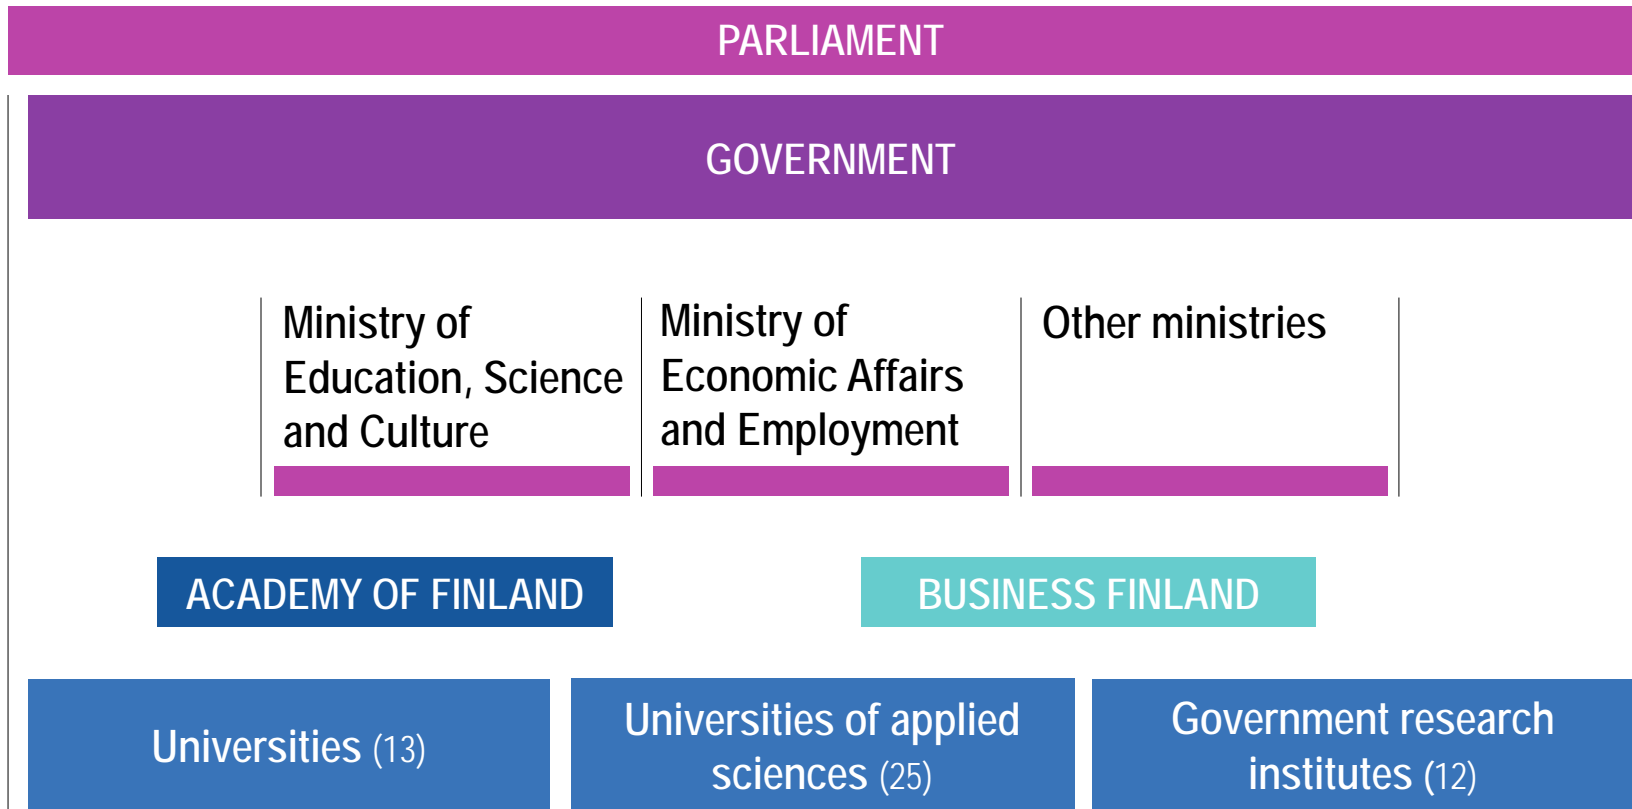 PARLIAMENT
GOVERNMENT
Ministry of
Education, Science
and Culture
Ministry of
Economic Affairs
and Employment
Other ministries
ACADEMY OF FINLAND
BUSINESS FINLAND
Universities (13)
Universities of applied
sciences (25)
Government research
institutes (12)